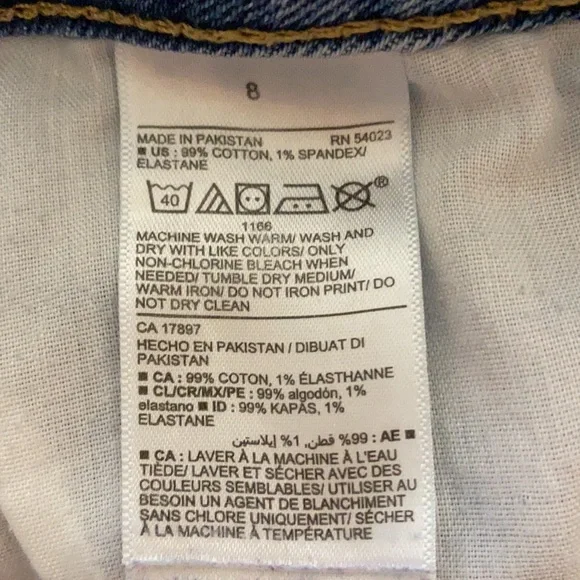 8
MADE IN PAKISTAN RN 54023
■ US : 99% COTTON, 1% SPANDEX/
ELASTANE
40 ®
1166
MACHINE WASH WARM/ WASH AND
DRY WITH LIKE COLORS/ ONLY
NON-CHLORINE BLEACH WHEN
NEEDED/ TUMBLE DRY MEDIUM/
WARM IRON/ DO NOT IRON PRINT/ DO
NOT DRY CLEAN
CA 17897
HECHO EN PAKISTAN / DIBUAT DI
PAKISTAN
■ CA : 99% COTON, 1% ÉLASTHANNE
■ CL/CR/MX/PE: 99% algodón, 1%
elastano ■ ID : 99% KAPAS, 1%
ELASTANE
■ AE : 99% قطن, 1% إيلاستين
■ CA : LAVER À LA MACHINE À L'EAU
TIÈDE/ LAVER ET SÉCHER AVEC DES
COULEURS SEMBLABLES/ UTILISER AU
BESOIN UN AGENT DE BLANCHIMENT
SANS CHLORE UNIQUEMENT/ SÉCHER
À LA MACHINE À TEMPÉRATURE